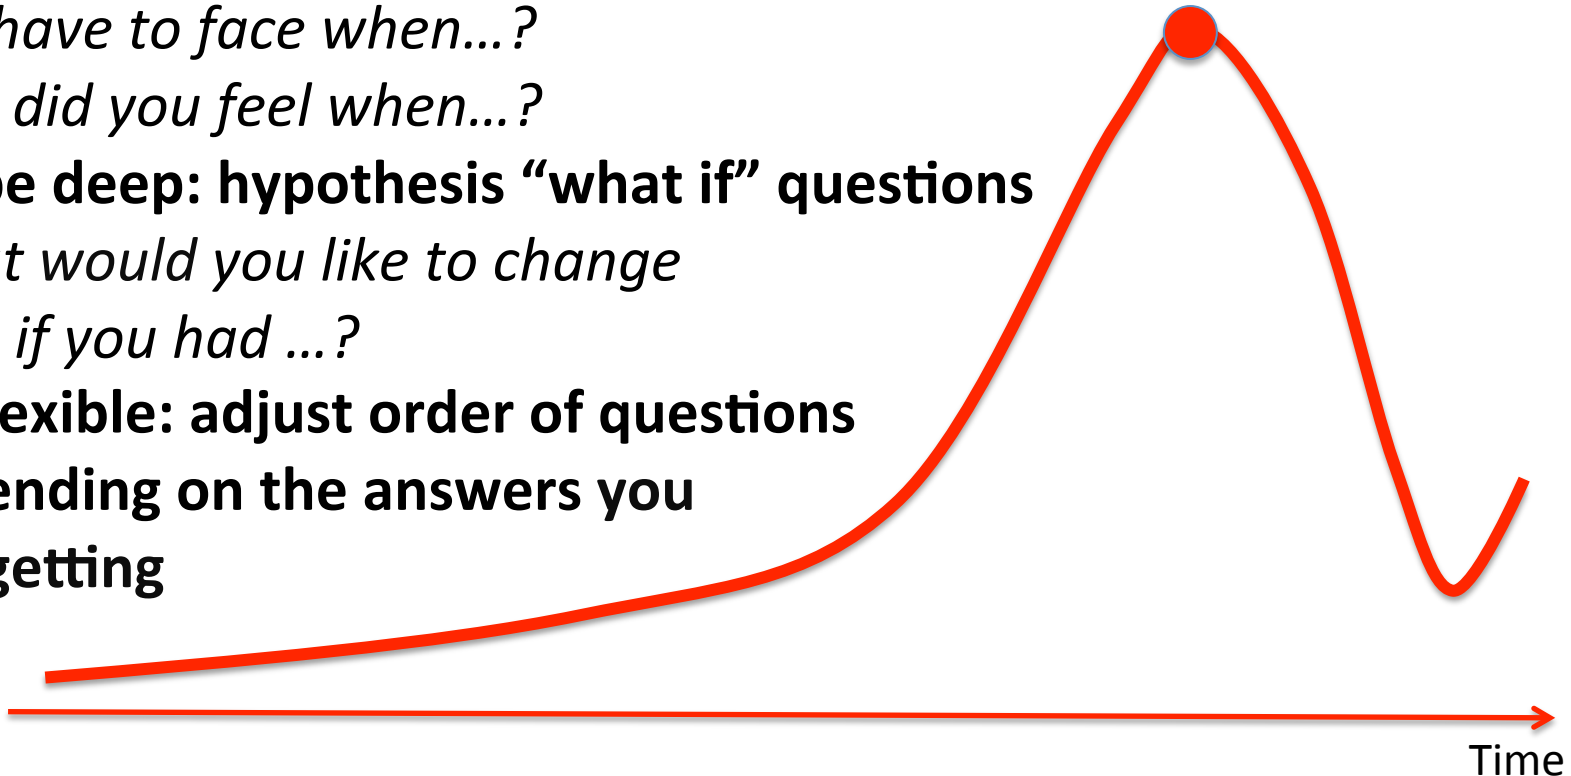 have to face when…?
did you feel when…?
be deep: hypothesis “what if” questions
t would you like to change
if you had …?
exible: adjust order of questions
ending on the answers you
getting
Time